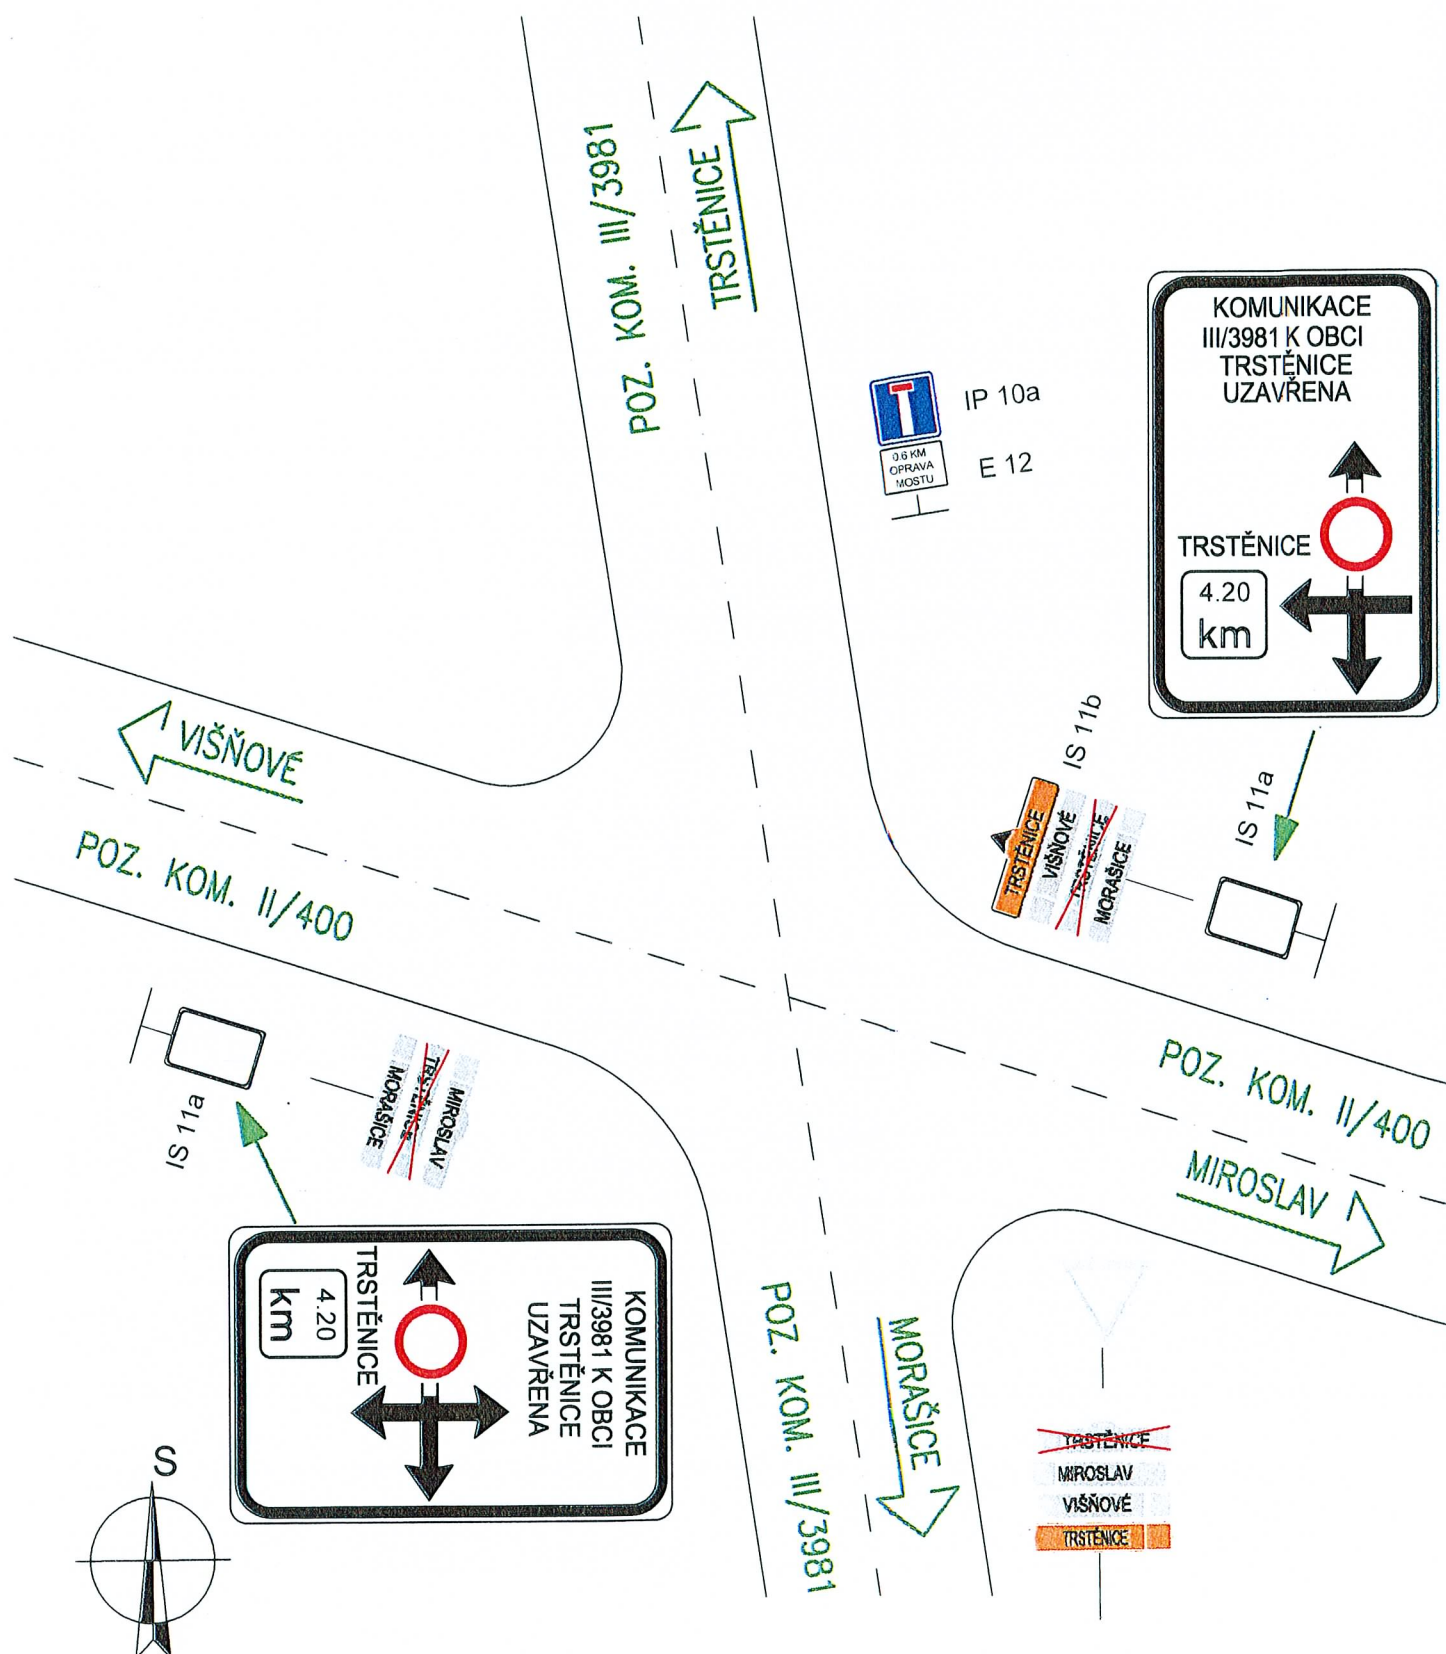 POZ. KOM. III/3981
TRSTĚNICE
KOMUNIKACE
III/3981 K OBCI
TRSTĚNICE
UZAVŘENA
TRSTĚNICE
4.20
km
IP 10a
0.6 KM
OPRAVA
MOSTU
E 12
IS 11b
TRSTĚNICE
VIŠŇOVÉ
TRSTĚNICE
MORAŠICE
IS 11a
VIŠŇOVÉ
POZ. KOM. II/400
POZ. KOM. II/400
MIROSLAV
IS 11a
MIROSLAV
TRSTĚNICE
MORAŠICE
KOMUNIKACE
III/3981 K OBCI
TRSTĚNICE
UZAVŘENA
TRSTĚNICE
4.20
km
POZ. KOM. III/3981
MORAŠICE
TRSTĚNICE
MIROSLAV
VIŠŇOVÉ
TRSTĚNICE
S